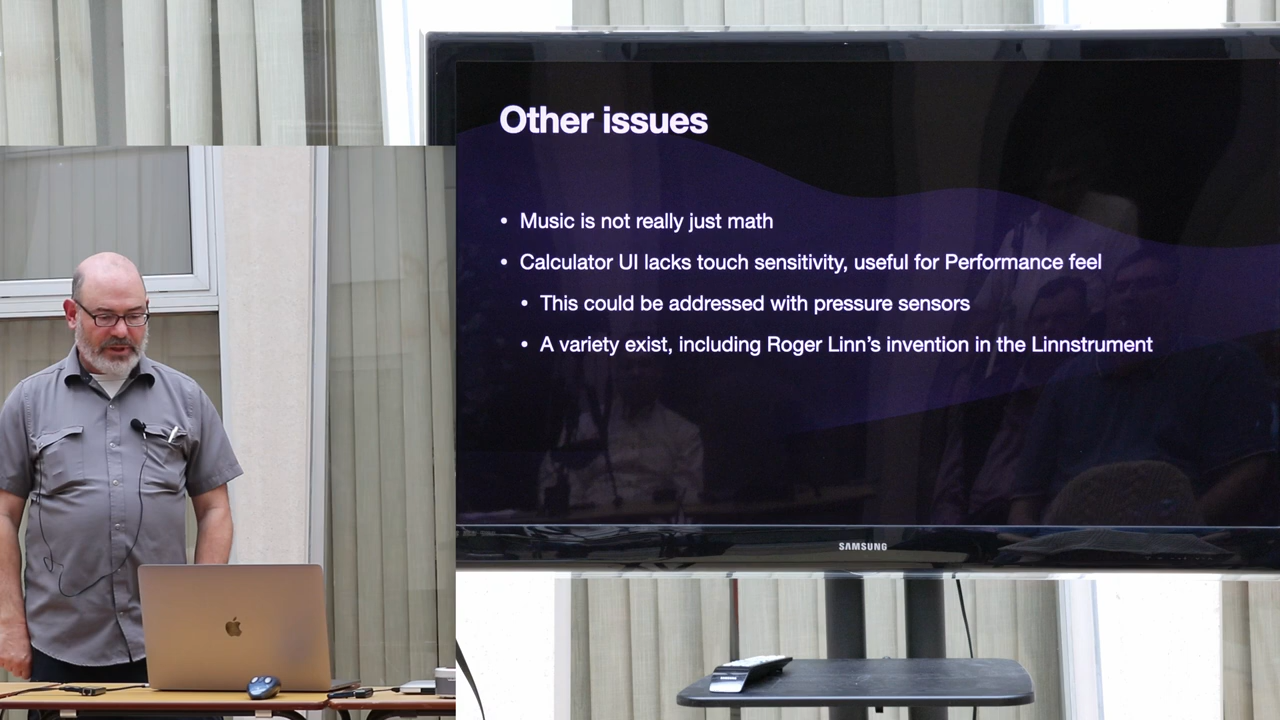 Other issues
• Music is not really just math
• Calculator UI lacks touch sensitivity, useful for Performance feel
• This could be addressed with pressure sensors
• A variety exist, including Roger Linn’s invention in the Linnstrument
SAMSUNG